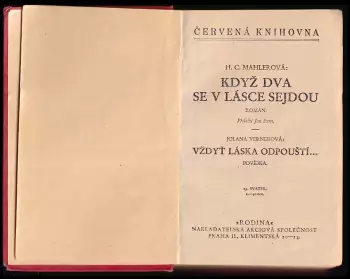 ČERVENÁ KNIHOVNA
H. C. MAHLEROVÁ:
KDYŽ DVA
SE V LÁSCE SEJDOU
ROMÁN.
JOLANA VERNEROVÁ:
VŽDYŤ LÁSKA ODPOUŠTÍ...
POVÍDKA.
SVAZEK.
»RODINA«
NAKLADATELSKÁ AKCIOVÁ SPOLEČNOST
PRAHA II, KLIMENTSKÁ